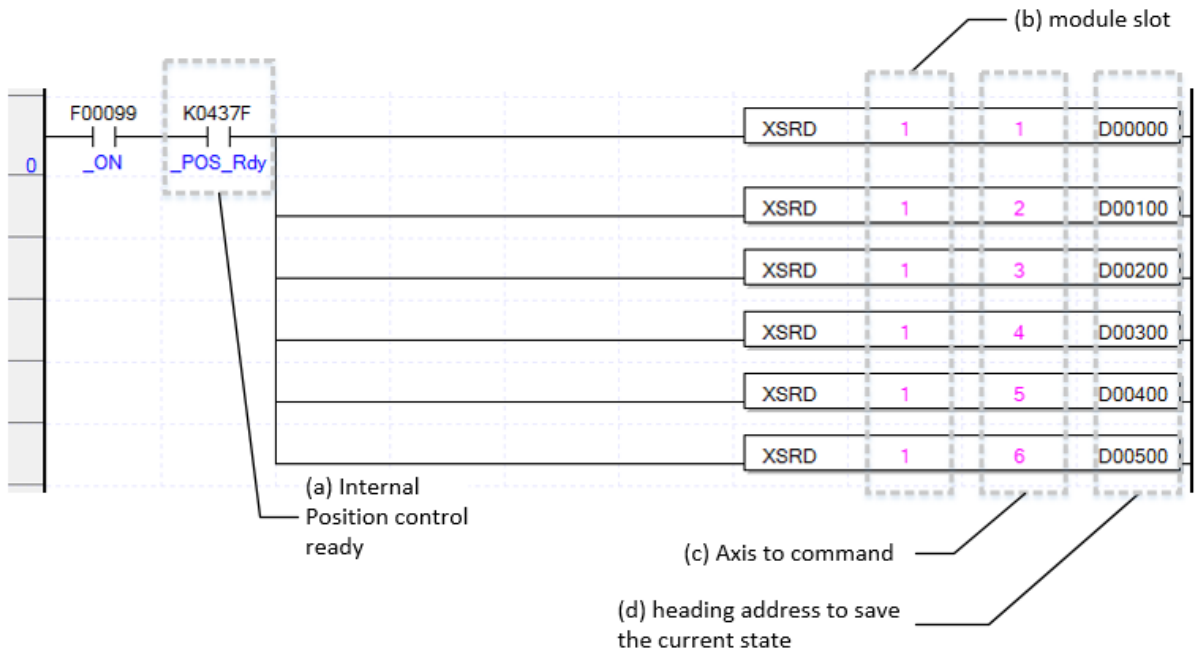 (b) module slot
F00099 K0437F
XSRD 1 1 D00000
0 _ON _POS_Rdy
XSRD 1 2 D00100
XSRD 1 3 D00200
XSRD 1 4 D00300
XSRD 1 5 D00400
XSRD 1 6 D00500
(a) Internal
Position control
ready
(c) Axis to command
(d) heading address to save
the current state